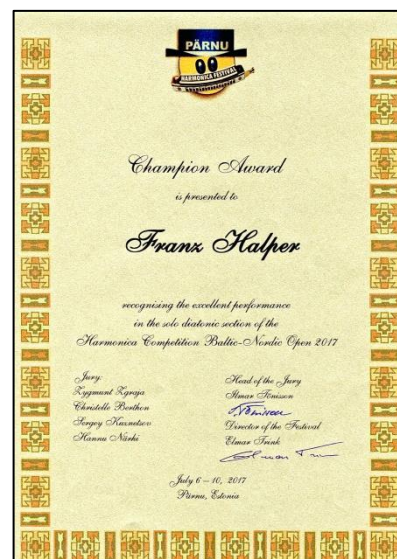 PÄRNU
HARMONICA FESTIVAL
Champion Award
is presented to
Franz Halper
recognising the excellent performance
in the solo diatonic section of the
Harmonica Competition Baltic-Nordic Open 2017
Jury:
Zygmunt Zgraja
Christelle Berthon
Sergey Kuznetsov
Hannu Närhi
Head of the Jury
Ilmar Tõnisson
Director of the Festival
Elmar Trink
July 6 – 10, 2017
Pärnu, Estonia